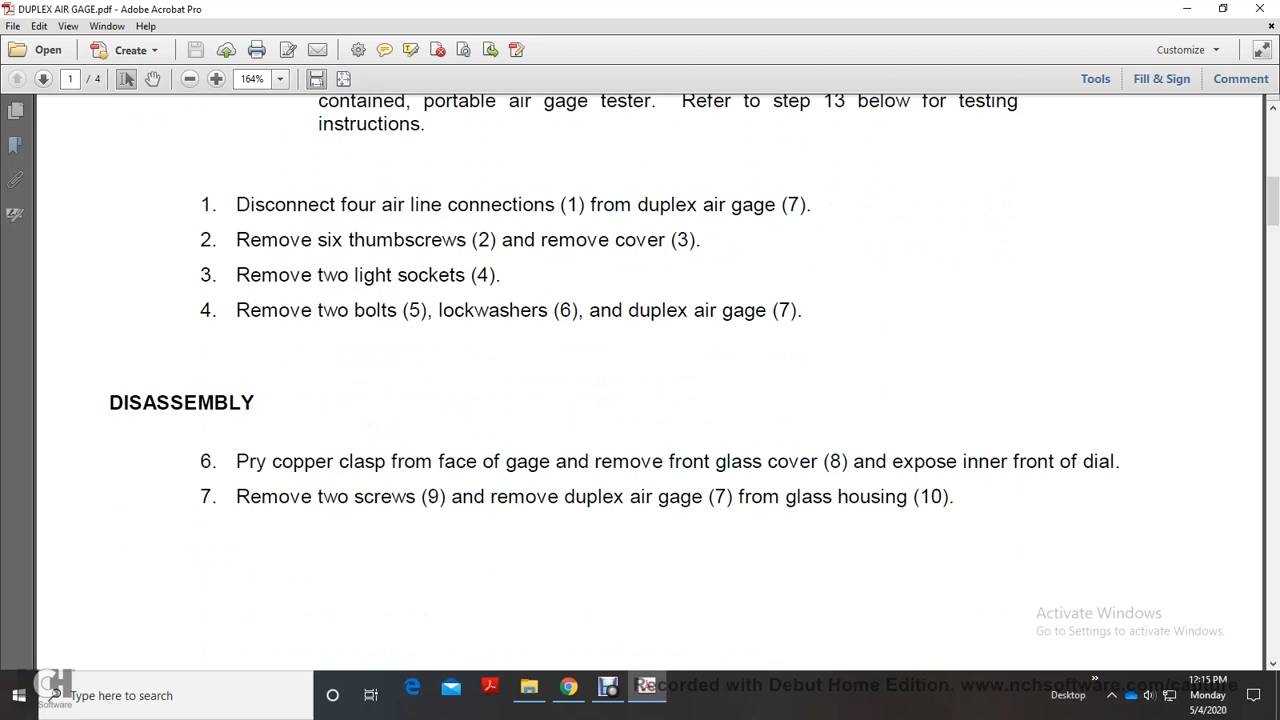 DUPLEX AIR GAGE.pdf - Adobe Acrobat Pro
File Edit View Window Help
Open Create Customize
1 / 4 164% Tools Fill & Sign Comment
contained, portable air gage tester. Refer to step 13 below for testing
instructions.
1. Disconnect four air line connections (1) from duplex air gage (7).
2. Remove six thumbscrews (2) and remove cover (3).
3. Remove two light sockets (4).
4. Remove two bolts (5), lockwashers (6), and duplex air gage (7).
DISASSEMBLY
6. Pry copper clasp from face of gage and remove front glass cover (8) and expose inner front of dial.
7. Remove two screws (9) and remove duplex air gage (7) from glass housing (10).
Activate Windows
Go to Settings to activate Windows.
NCH
Software
Type here to search
Recorded with Debut Home Edition. www.nchsoftware.com/capture
Desktop
12:15 PM
Monday
5/4/2020